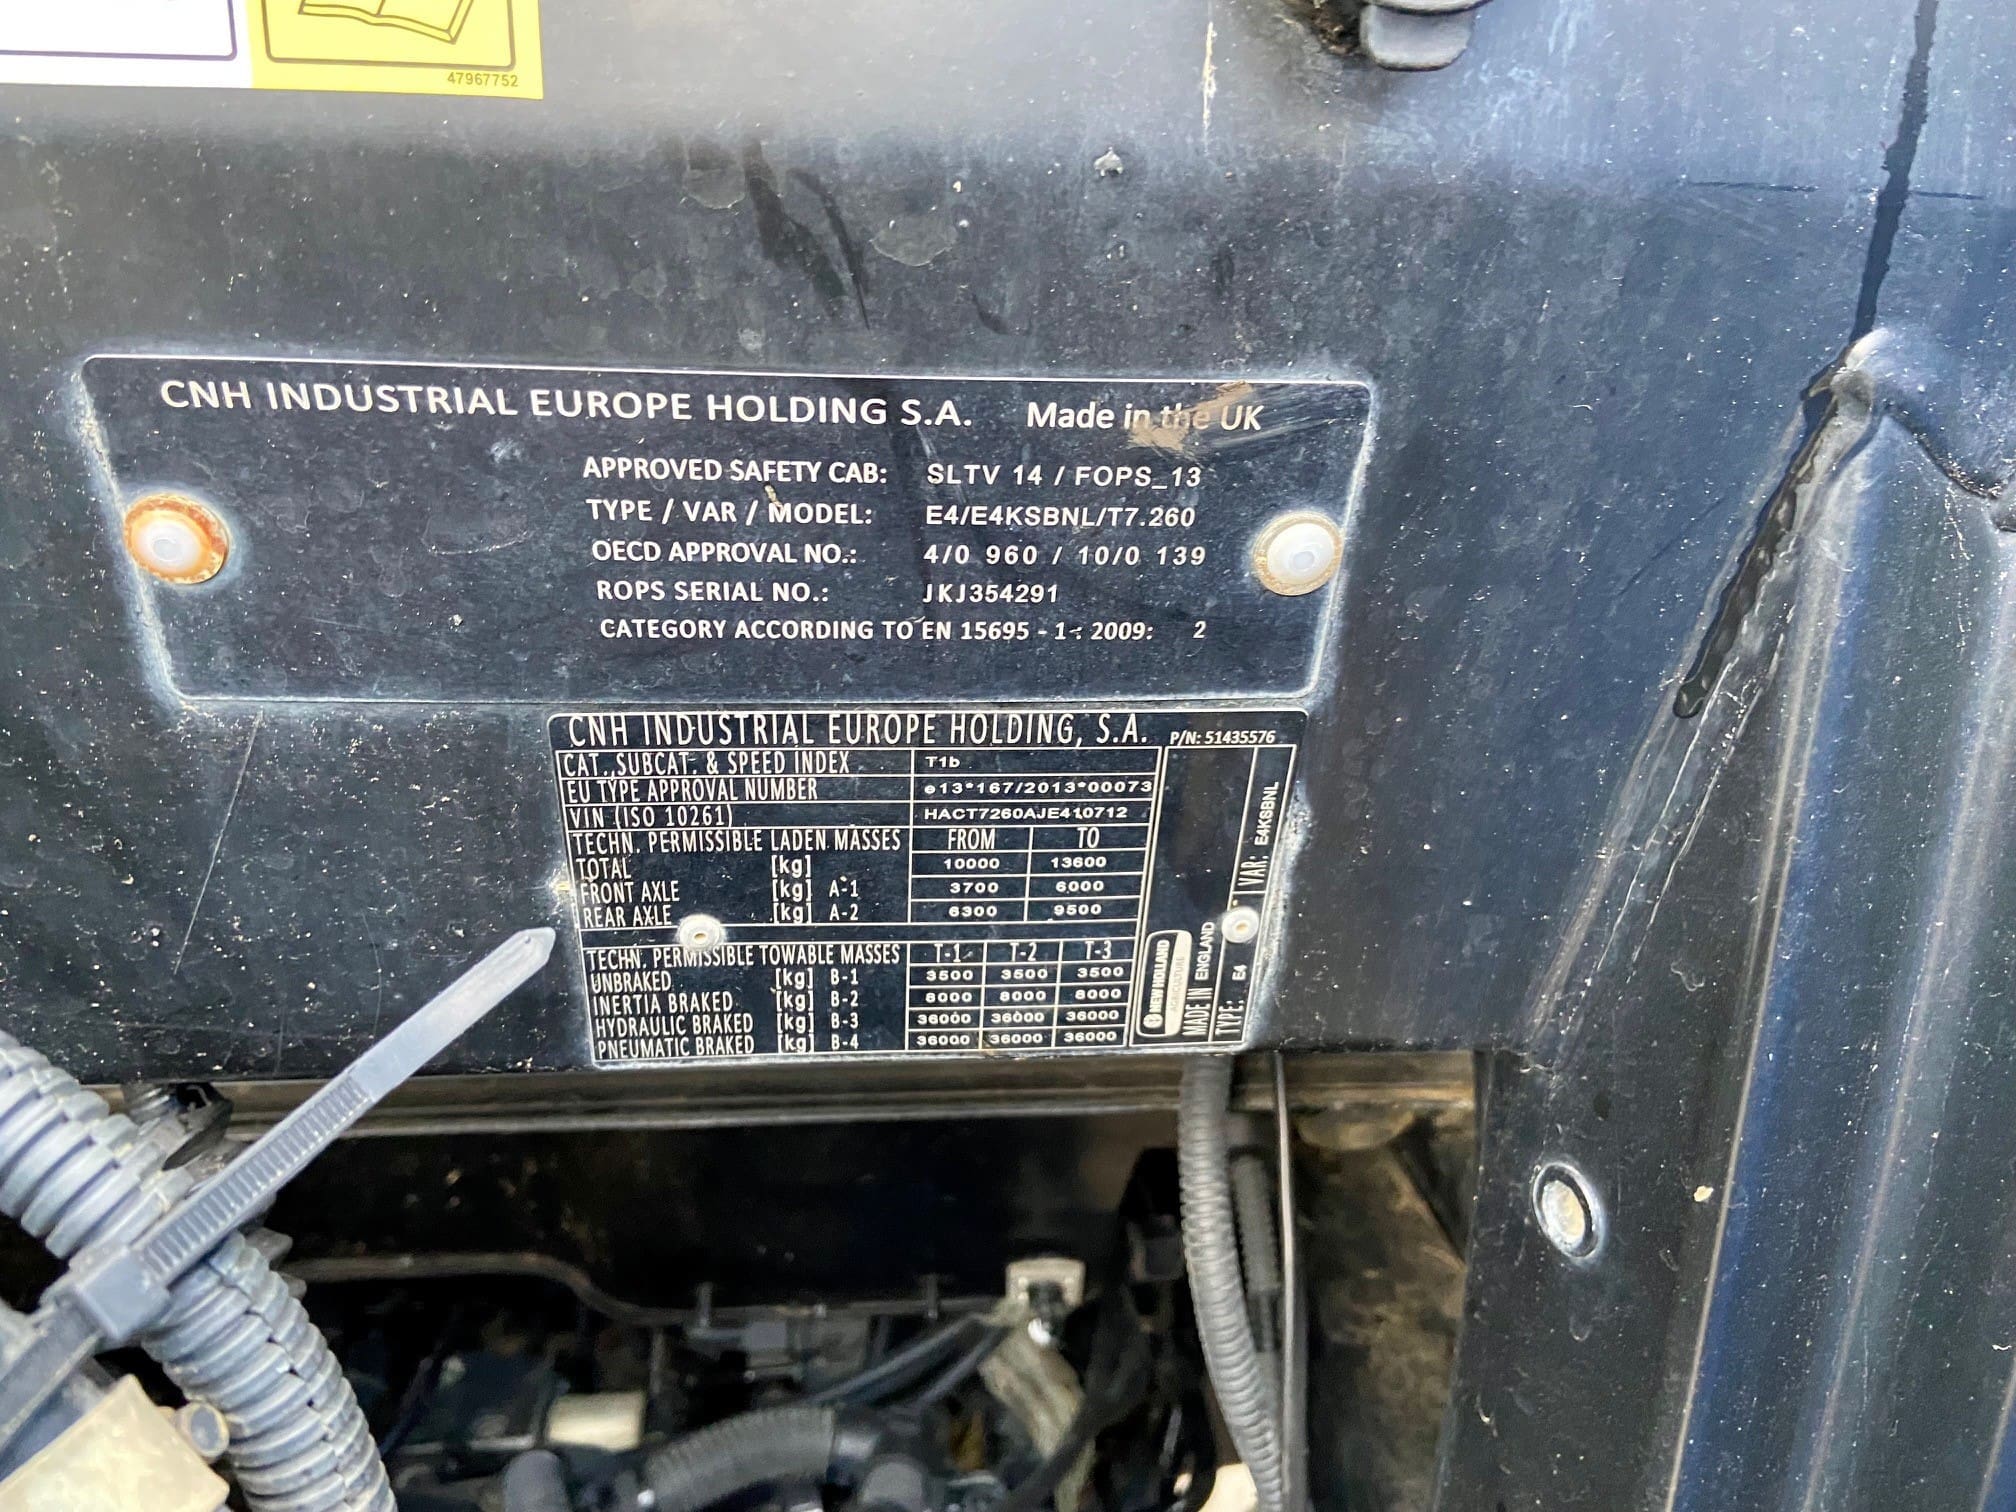 47967752
CNH INDUSTRIAL EUROPE HOLDING S.A. Made in the UK
APPROVED SAFETY CAB: SLTV 14 / FOPS_13
TYPE / VAR / MODEL: E4/E4KSBNL/T7.260
OECD APPROVAL NO.: 4/0 960 / 10/0 139
ROPS SERIAL NO.: JKJ354291
CATEGORY ACCORDING TO EN 15695 - 1 : 2009: 2
CNH INDUSTRIAL EUROPE HOLDING, S.A. P/N: 51435576
CAT., SUBCAT. & SPEED INDEX T1b
EU TYPE APPROVAL NUMBER e13*167/2013*00073
VIN (ISO 10261) HACT7260AJE410712
TECHN. PERMISSIBLE LADEN MASSES FROM TO
TOTAL [kg] 10000 13600
FRONT AXLE [kg] A-1 3700 6000
REAR AXLE [kg] A-2 6300 9500
TECHN. PERMISSIBLE TOWABLE MASSES T-1 T-2 T-3
UNBRAKED [kg] B-1 3500 3500 3500
INERTIA BRAKED [kg] B-2 8000 8000 8000
HYDRAULIC BRAKED [kg] B-3 36000 36000 36000
PNEUMATIC BRAKED [kg] B-4 36000 36000 36000
NEW HOLLAND
AGRICULTURE
MADE IN ENGLAND
TYPE: E4 VAR: E4KSBNL